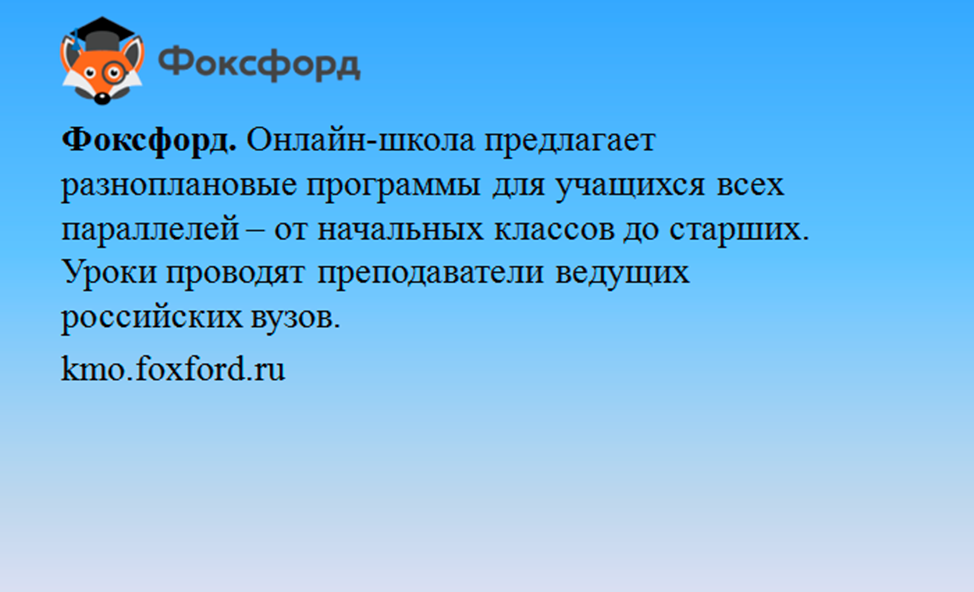 Фоксфорд
Фоксфорд. Онлайн-школа предлагает
разноплановые программы для учащихся всех
параллелей – от начальных классов до старших.
Уроки проводят преподаватели ведущих
российских вузов.
kmo.foxford.ru